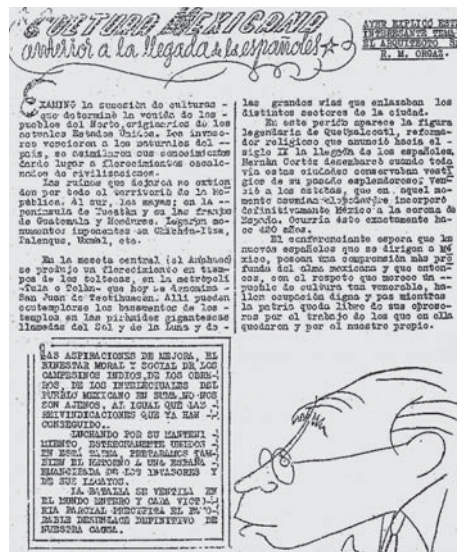 CULTURA MEXICANA
anterior a la llegada de los españoles
AYER EXPLICÓ ESTE
INTERESANTE TEMA
EL ARQUITECTO SR.
R. M. ORGAZ.
EXAMINO la sucesión de culturas
que determinó la venida de los
pueblos del Norte, originarios de los
actuales Estados Unidos. Los invaso-
res vencieron a los naturales del
país, se asimilaron sus conocimientos
dando lugar a florecimientos escalo-
nados de civilizaciones.
Las ruinas que dejaron se extien
den por todo el territorio de la Re
pública. Al sur, los mayas; en la --
península de Yucatán y en las franjas
de Guatemala y Honduras. Legaron mo-
numentos imponentes en Chichén-Itza,
Palenque, Uxmal, etc.
En la meseta central (el Anáhuac)
se produjo un florecimiento en tiem-
pos de los toltecas, en la metrópoli
-Tula o Tolan- que hoy se denomina
San Juan de Teotihuacán. Allí pueden
contemplarse los basamentos de los
templos en las pirámides gigantescas
llamadas del Sol y de la Luna y de -
las grandes vías que enlazaban los
distintos sectores de la ciudad.
En este período aparece la figura
legendaria de Quetzalcoatl, reforma-
dor religioso que anunció hacia el
siglo IX la llegada de los españoles.
Hernán Cortéz desembarcó cuando toda
vía estas ciudades conservaban vesti
gios de su pasado esplendoroso; Ven-
ció a los aztecas, que en aquel mo-
mento asumían el poder, e incorporó
definitivamente México a la corona de
España. Ocurría ésto exactamente ha-
ce 420 años.
El conferenciante espera que los
nuevos españoles que se dirigen a Mé
xico, posean una comprensión más pro
funda del alma mexicana y que enton-
ces, con el respeto que merece un --
pueblo de cultura tan venerable, ha-
llen ocupación digna y paz mientras
la patria queda libre de sus opreso-
res por el trabajo de los que en ella
quedaron y por el nuestro propio.
LAS ASPIRACIONES DE MEJORA, EL
BIENESTAR MORAL Y SOCIAL DE LOS
CAMPESINOS INDIOS, DE LOS OBRE-
ROS, DE LOS INTELECTUALES DEL
PUEBLO MEXICANO EN SUMA, NO NOS
SON AJENOS, AL IGUAL QUE LAS
REIVINDICACIONES QUE YA HAN
CONSEGUIDO..
LUCHANDO POR SU MANTENI
MIENTO, ESTRECHAMENTE UNIDOS
EN ESTA TAREA, PREPARAMOS TAM-
BIEN EL RETORNO A UNA ESPAÑA
EMANCIPADA DE LOS INVASORES Y
DE SUS LACAYOS.
LA BATALLA SE VENTILA EN
EL MUNDO ENTERO Y CADA VICTO
RIA PARCIAL PRECIPITA EL FAVO
RABLE DESENLACE DEFINITIVO DE
NUESTRA CAUSA.